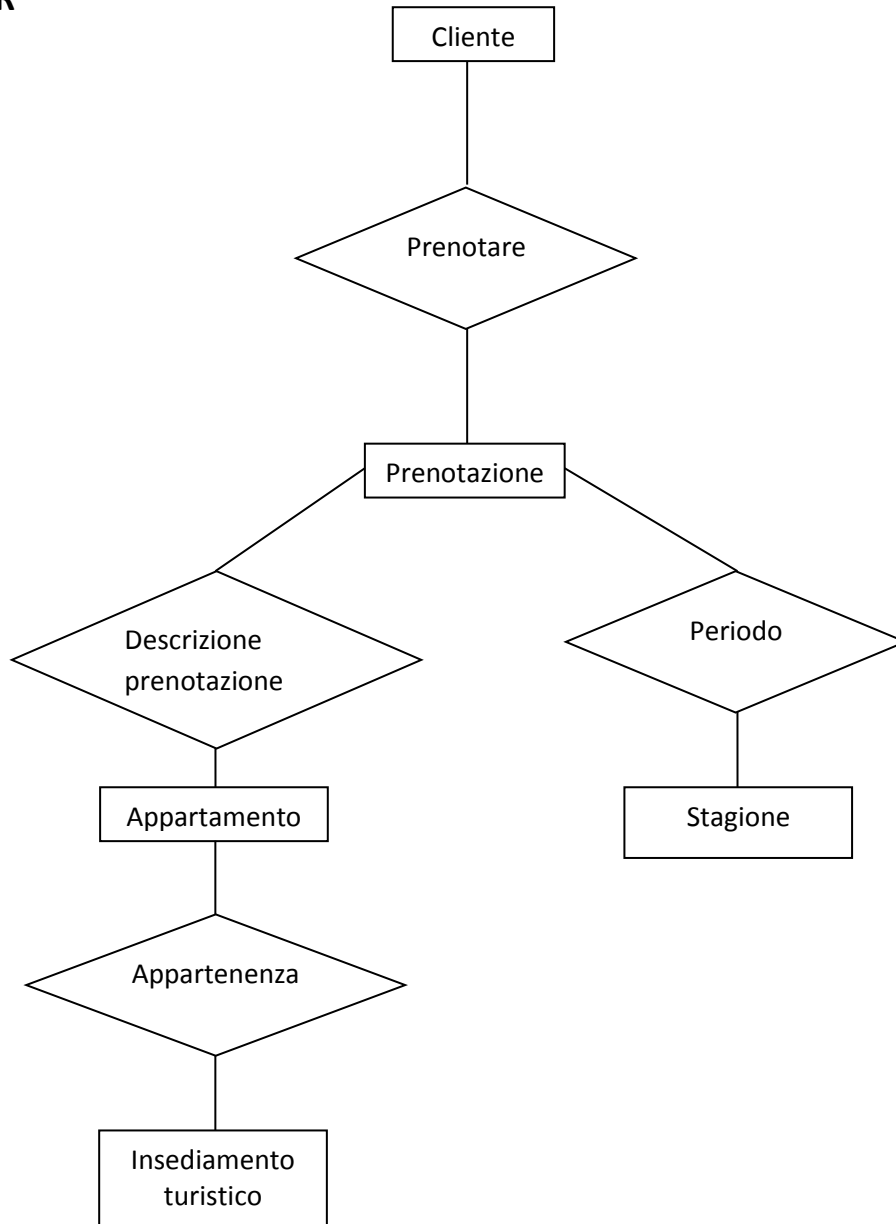 Cliente
Prenotare
Prenotazione
Descrizione
prenotazione
Periodo
Appartamento
Stagione
Appartenenza
Insediamento
turistico